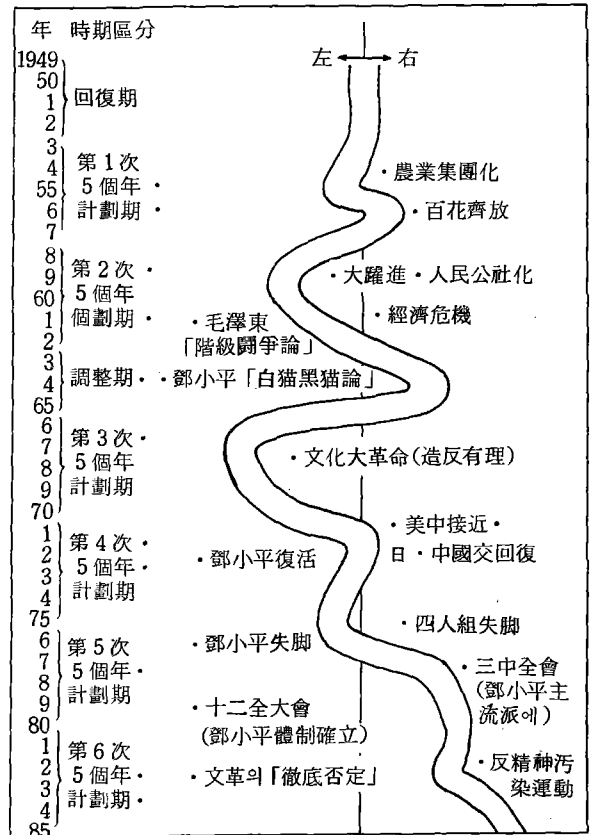 年 時期區分
左 右
1949
50
1
2
回復期
3
4
55
6
7
第1次
5個年·
計劃期·
·農業集團化
·百花齊放
8
9
60
1
2
第2次·
5個年
個劃期·
·大躍進·人民公社化
·經濟危機
·毛澤東
「階級鬪爭論」
3
4
65
調整期·
·鄧小平「白猫黑猫論」
6
7
8
9
70
第3次·
5個年
計劃期
·文化大革命(造反有理)
1
2
3
4
75
第4次·
5個年·
計劃期
·美中接近·
日·中國交回復
·鄧小平復活
·四人組失脚
6
7
8
9
80
第5次
5個年·
計劃期
·鄧小平失脚
·三中全會
(鄧小平主
流派에)
·十二全大會
(鄧小平體制確立)
1
2
3
4
85
第6次
5個年·
計劃期·
·文革의「徹底否定」
·反精神汚
染運動